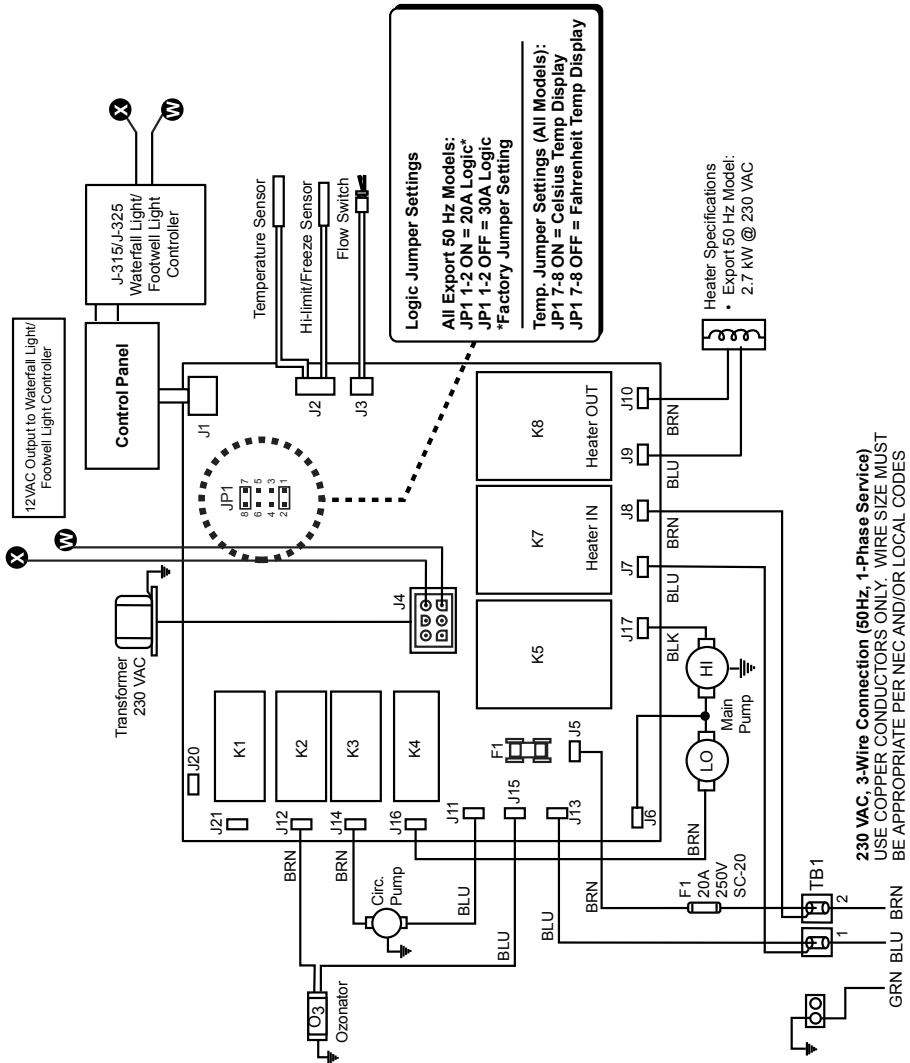 12VAC Output to Waterfall Light/
Footwell Light Controller
Control Panel
J-315/J-325
Waterfall Light/
Footwell Light
Controller
X
W
X
W
Transformer
230 VAC
J1
JP1
8 7
6 5
4 3
2 1
J2
J3
Temperature Sensor
Hi-limit/Freeze Sensor
Flow Switch
J4
J20
J21
K1
J12
K2
J14
K3
J16
K4
K5
K7
Heater IN
K8
Heater OUT
Logic Jumper Settings
All Export 50 Hz Models:
JP1 1-2 ON = 20A Logic*
JP1 1-2 OFF = 30A Logic
*Factory Jumper Setting
Temp. Jumper Settings (All Models):
JP1 7-8 ON = Celsius Temp Display
JP1 7-8 OFF = Fahrenheit Temp Display
F1
J5
J11
J15
J13
J6
J17
J7
J8
J9
J10
BRN
BRN
BLU
BLU
BLU
BRN
BRN
BLK
BLU
BRN
BLU
BRN
O3
Ozonator
Circ.
Pump
LO
HI
Main
Pump
F1
20A
250V
SC-20
TB1
1
2
GRN
BLU
BRN
Heater Specifications
• Export 50 Hz Model:
2.7 kW @ 230 VAC
230 VAC, 3-Wire Connection (50Hz, 1-Phase Service)
USE COPPER CONDUCTORS ONLY. WIRE SIZE MUST
BE APPROPRIATE PER NEC AND/OR LOCAL CODES